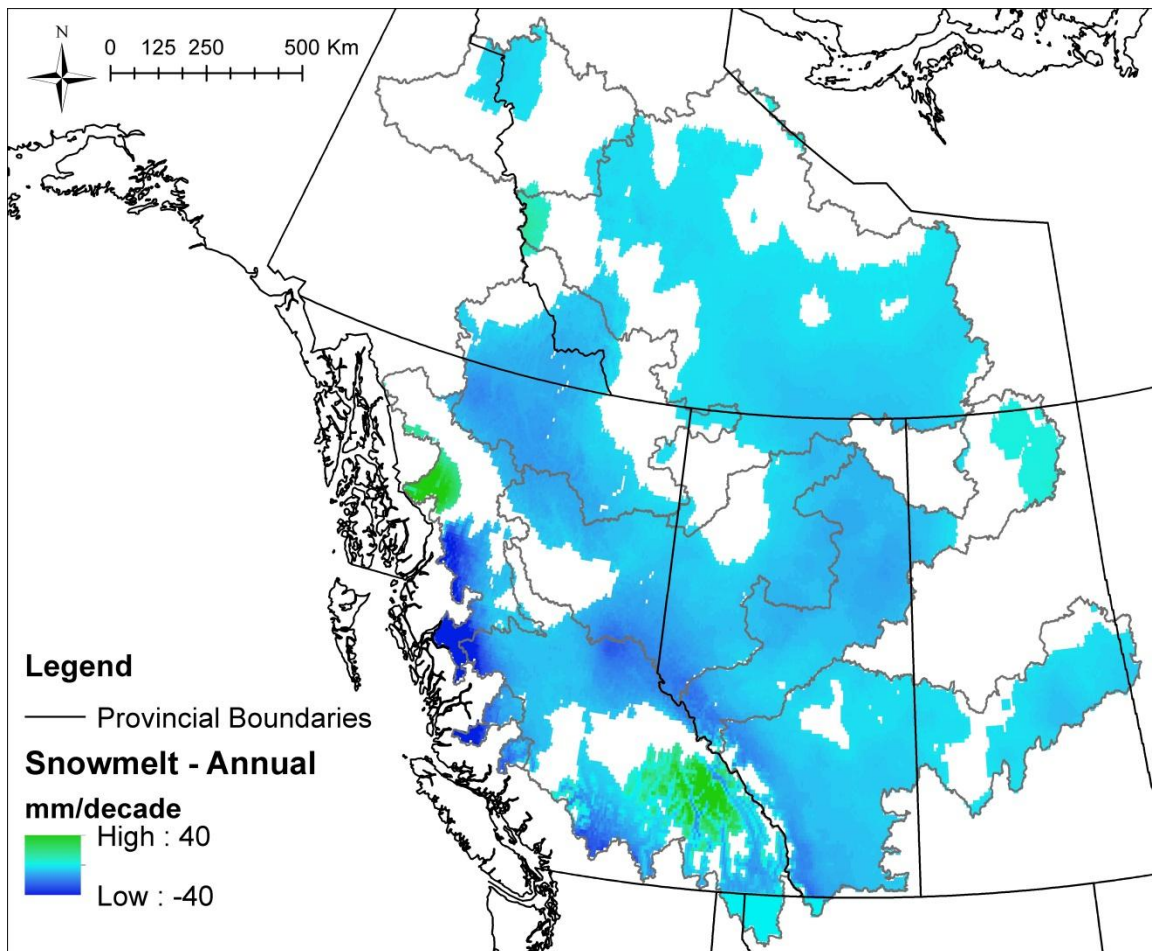 N
0 125 250 500 Km
Legend
Provincial Boundaries
Snowmelt - Annual
mm/decade
High : 40
Low : -40